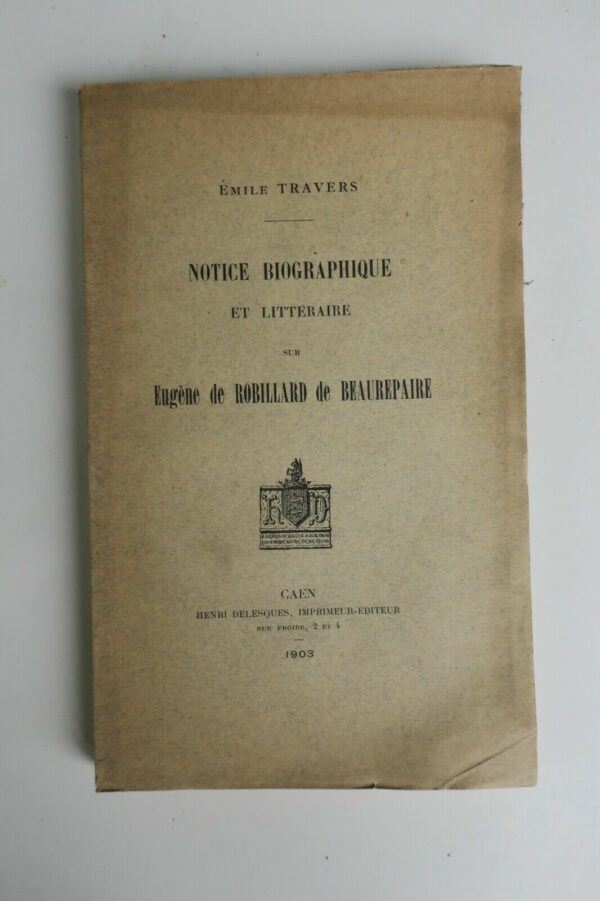 ÉMILE TRAVERS
NOTICE BIOGRAPHIQUE
ET LITTÉRAIRE
SUR
Eugène de ROBILLARD de BEAUREPAIRE
H D
CAEN
HENRI DELESQUES, IMPRIMEUR-ÉDITEUR
RUE FROIDE, 2 ET 4
1903